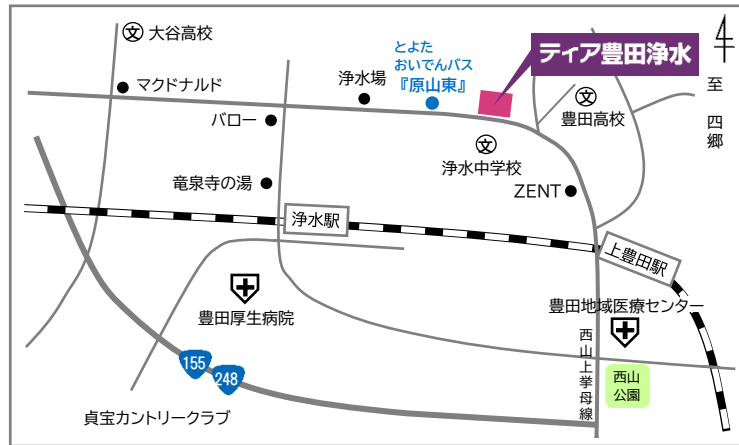 大谷高校
とよた
おいでんバス
『原山東』
ティア豊田浄水
マクドナルド
浄水場
至 四郷
バロー
豊田高校
浄水中学校
竜泉寺の湯
ZENT
浄水駅
上豊田駅
豊田厚生病院
豊田地域医療センター
西山上挙母線
155
248
西山
公園
貞宝カントリークラブ
文
文
文